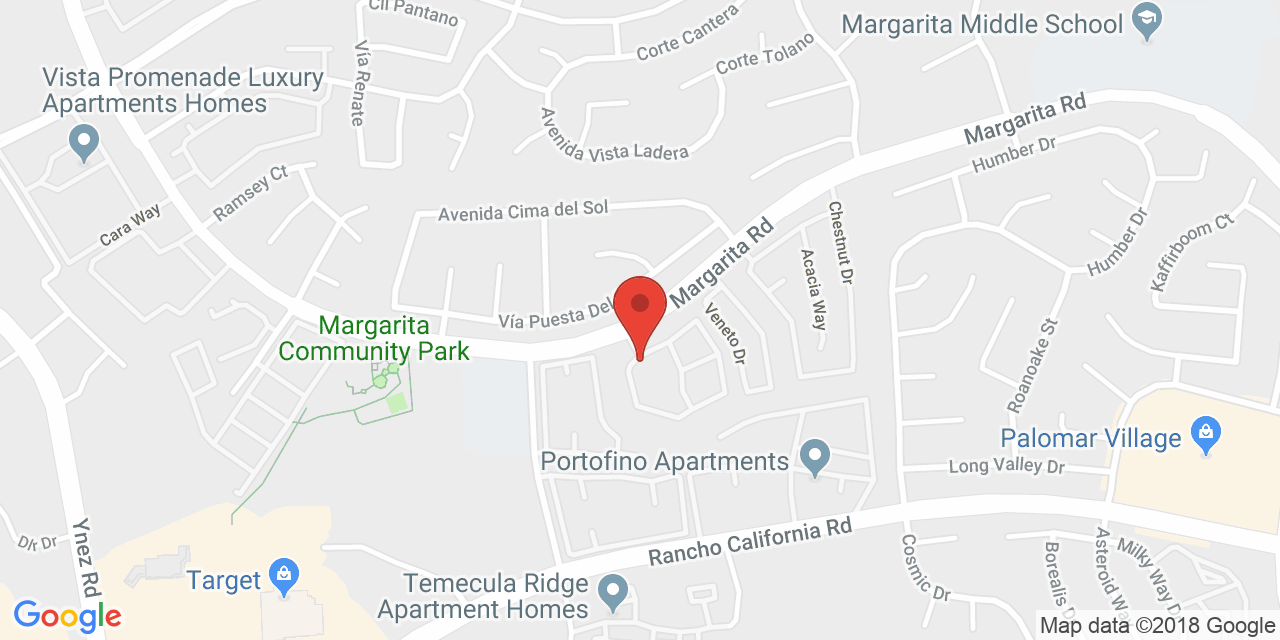 Cil Pantano
Corte Cantera
Margarita Middle School
Vía Renate
Corte Tolano
Vista Promenade Luxury
Apartments Homes
Margarita Rd
Avenida Vista Ladera
Humber Dr
Ramsey Ct
Cara Way
Avenida Cima del Sol
Chestnut Dr
Humber Dr
Kaffirboom Ct
Margarita Rd
Acacia Way
Vía Puesta Del
Veneto Dr
Margarita
Community Park
Roanoake St
Palomar Village
Portofino Apartments
Long Valley Dr
Ynez Rd
Rancho California Rd
Target
Temecula Ridge
Apartment Homes
Cosmic Dr
Borealis
Asteroid
Milky Way
Google
Map data ©2018 Google